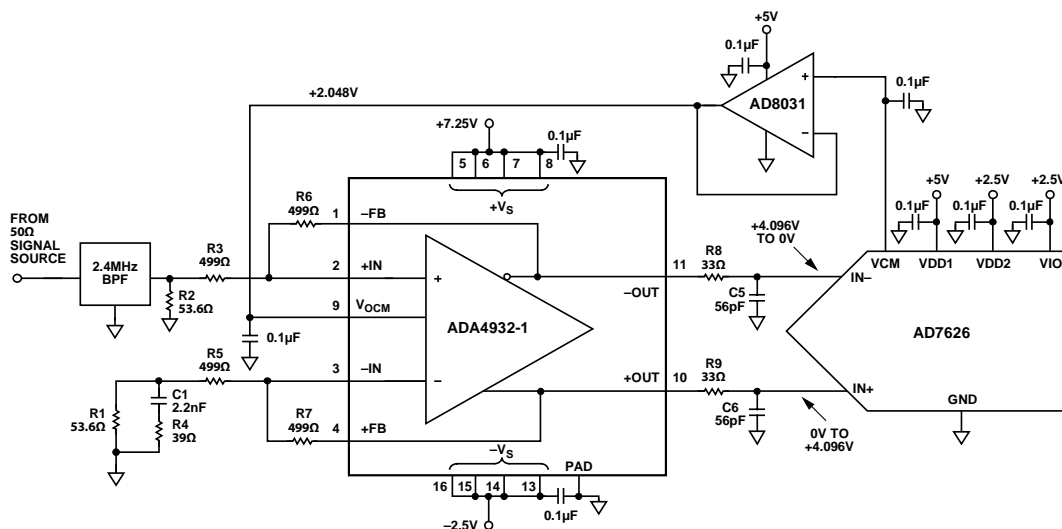 +5V
0.1µF
+
AD8031
−
0.1µF
+2.048V
+7.25V
0.1µF
5 6 7 8
+VS
+5V
+2.5V
+2.5V
0.1µF
0.1µF
0.1µF
VCM
VDD1
VDD2
VIO
FROM
50Ω
SIGNAL
SOURCE
2.4MHz
BPF
R3
499Ω
R2
53.6Ω
R6
499Ω
1
−FB
2
+IN
+
9
VOCM
0.1µF
ADA4932-1
R5
499Ω
3
−IN
−
R1
53.6Ω
C1
2.2nF
R4
39Ω
R7
499Ω
4
+FB
−VS
PAD
16 15 14 13
0.1µF
−2.5V
11
−OUT
R8
33Ω
C5
56pF
+4.096V
TO 0V
IN−
AD7626
+OUT
10
R9
33Ω
C6
56pF
IN+
0V TO
+4.096V
GND